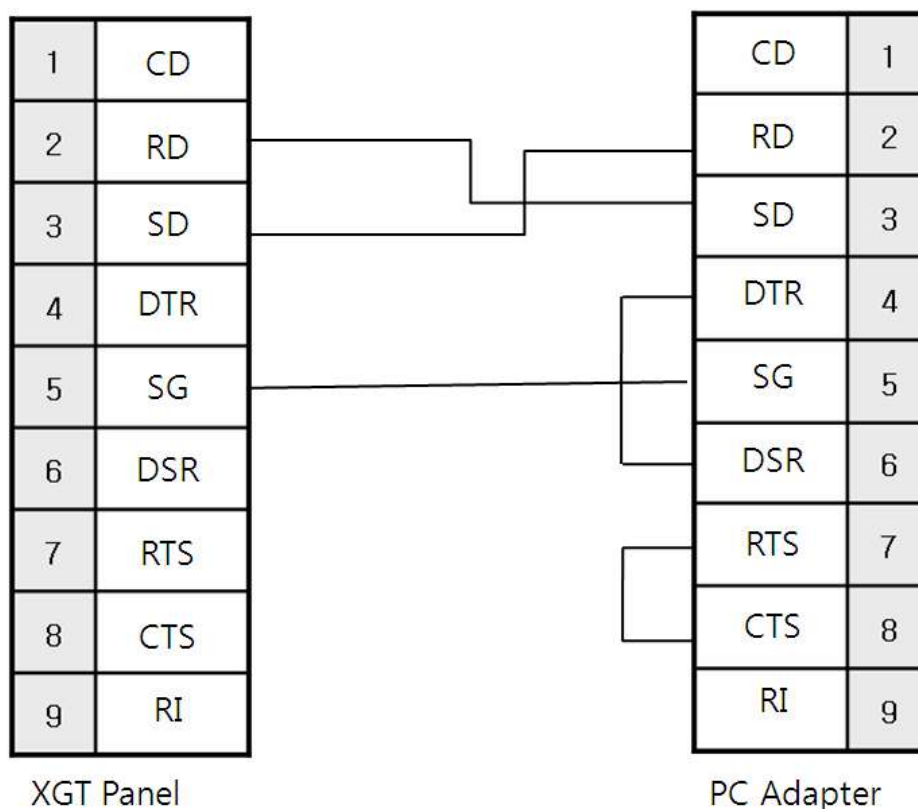 1 CD CD 1
2 RD RD 2
3 SD SD 3
4 DTR DTR 4
5 SG SG 5
6 DSR DSR 6
7 RTS RTS 7
8 CTS CTS 8
9 RI RI 9
XGT Panel PC Adapter